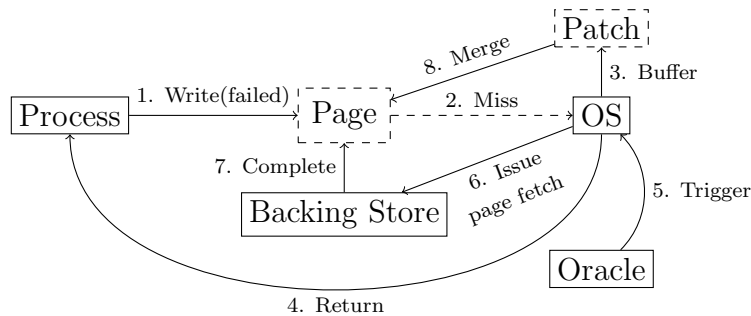 Patch
8. Merge
3. Buffer
1. Write(failed)
Process
Page
2. Miss
OS
7. Complete
6. Issue
page fetch
5. Trigger
Backing Store
Oracle
4. Return